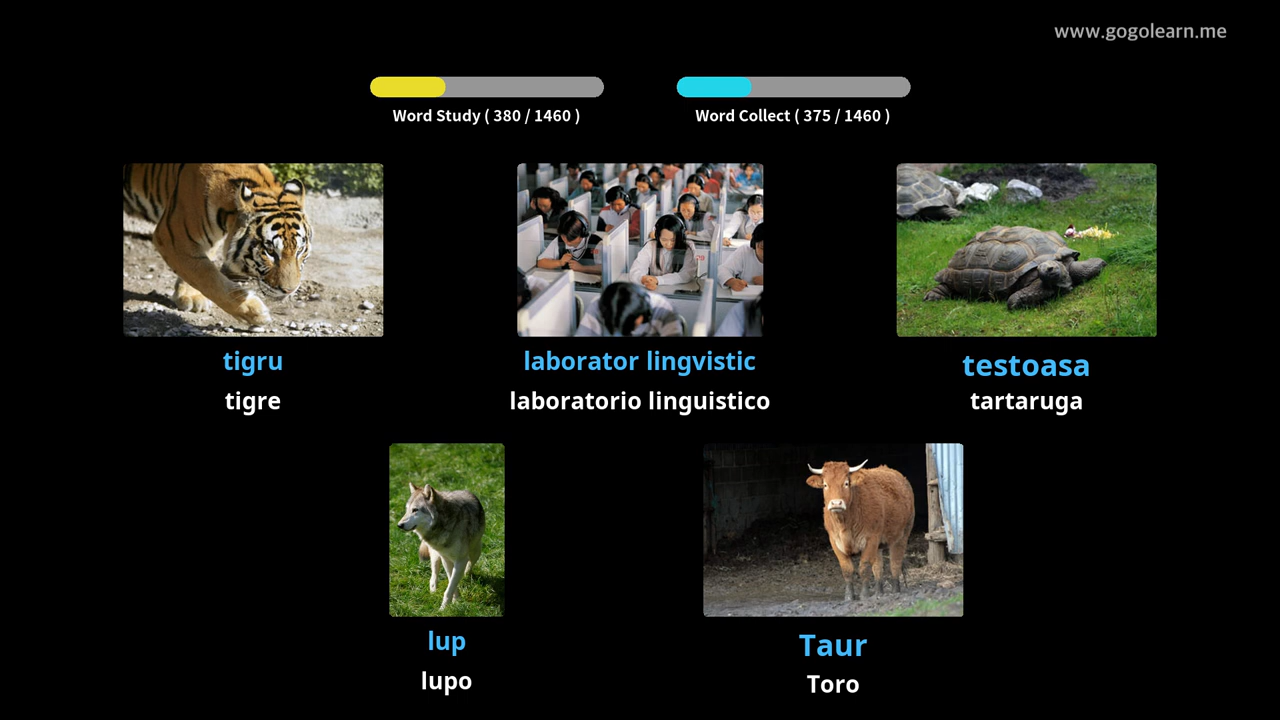 www.gogolearn.me
Word Study ( 380 / 1460 )
Word Collect ( 375 / 1460 )
tigru
tigre
laborator lingvistic
laboratorio linguistico
testoasa
tartaruga
lup
lupo
Taur
Toro